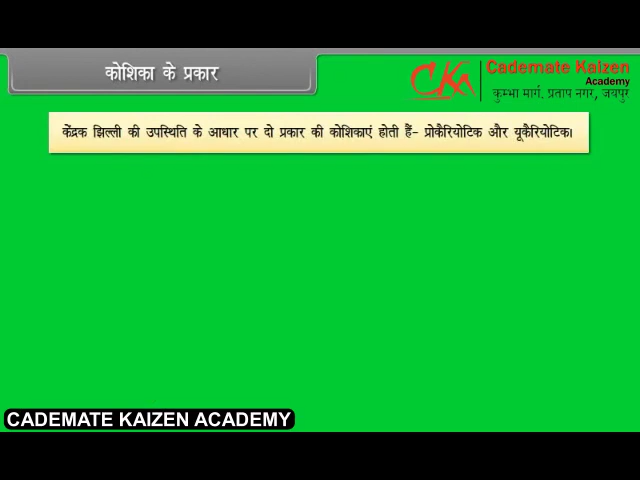 कोशिका के प्रकार
Cademate Kaizen
Academy
कुम्भा मार्ग. प्रताप नगर, जयपुर
केंद्रक झिल्ली की उपस्थिति के आधार पर दो प्रकार की कोशिकाएं होती हैं- प्रोकैरियोटिक और यूकैरियोटिक।
CADEMATE KAIZEN ACADEMY